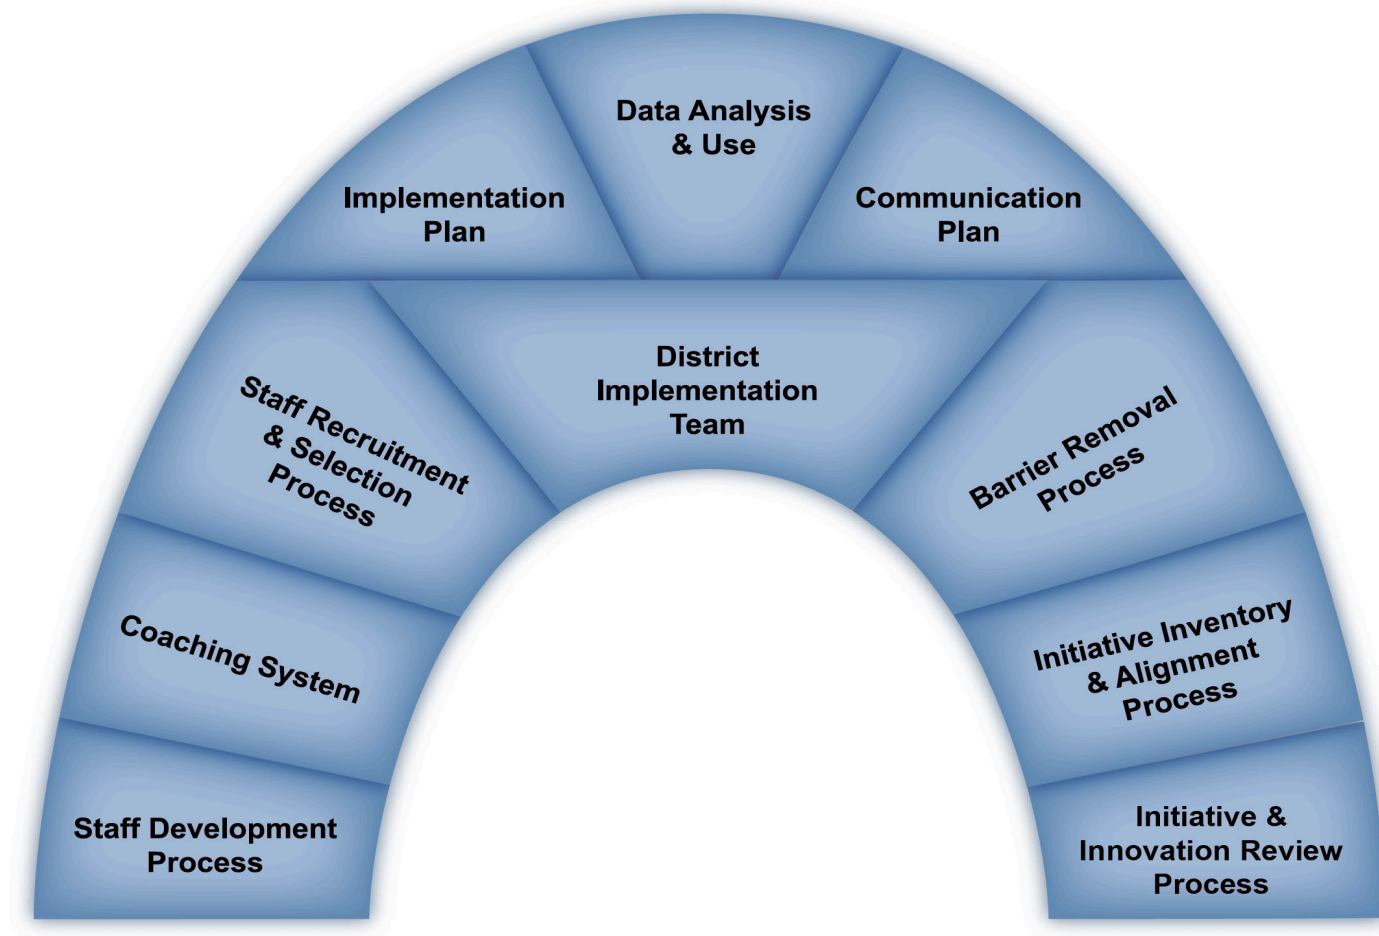 Data Analysis
& Use
Implementation
Plan
Communication
Plan
District
Implementation
Team
Staff Recruitment
& Selection
Process
Barrier Removal
Process
Coaching System
Initiative Inventory
& Alignment
Process
Staff Development
Process
Initiative &
Innovation Review
Process